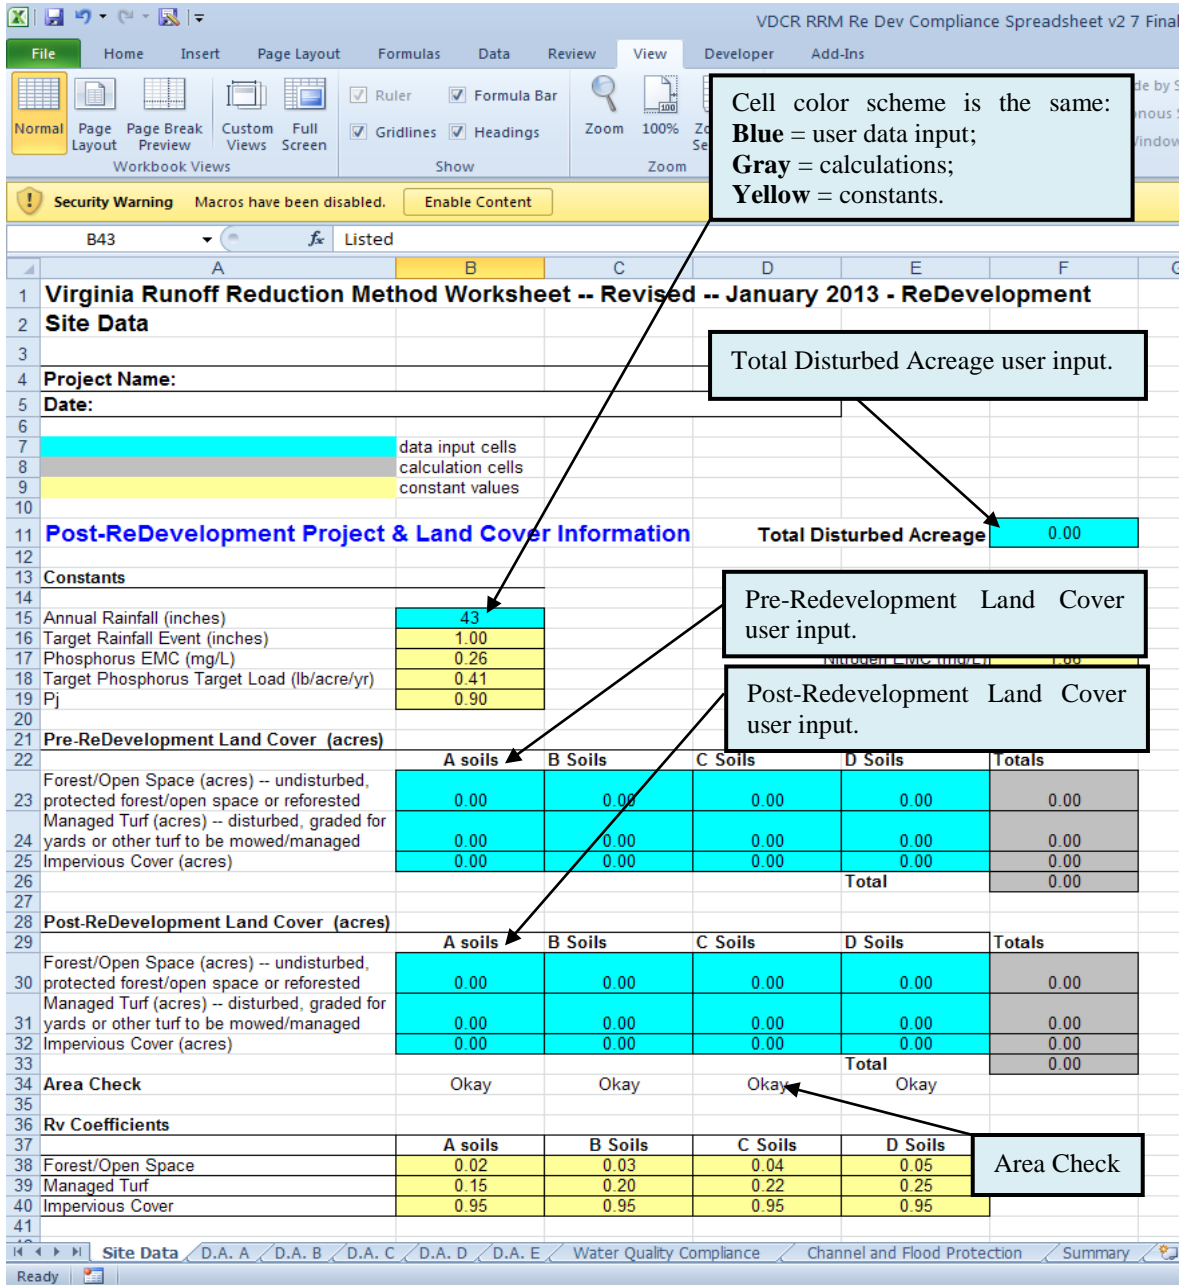 VDCR RRM Re Dev Compliance Spreadsheet v2 7 Final
File Home Insert Page Layout Formulas Data Review View Developer Add-Ins
Normal Page Layout Page Break Preview Custom Views Full Screen
Workbook Views
Ruler Formula Bar
Gridlines Headings
Show
Zoom 100%
Zoom
Cell color scheme is the same:
Blue = user data input;
Gray = calculations;
Yellow = constants.
Security Warning Macros have been disabled. Enable Content
B43 fx Listed
A B C D E F
1 Virginia Runoff Reduction Method Worksheet -- Revised -- January 2013 - ReDevelopment
2 Site Data
3
Total Disturbed Acreage user input.
4 Project Name:
5 Date:
6
7 data input cells
8 calculation cells
9 constant values
10
11 Post-ReDevelopment Project & Land Cover Information Total Disturbed Acreage 0.00
12
13 Constants
14
Pre-Redevelopment Land Cover
user input.
15 Annual Rainfall (inches) 43
16 Target Rainfall Event (inches) 1.00
17 Phosphorus EMC (mg/L) 0.26 Nitrogen EMC (mg/L) 1.86
18 Target Phosphorus Target Load (lb/acre/yr) 0.41
19 Pj 0.90
Post-Redevelopment Land Cover
user input.
20
21 Pre-ReDevelopment Land Cover (acres)
22 A soils B Soils C Soils D Soils Totals
Forest/Open Space (acres) -- undisturbed,
23 protected forest/open space or reforested 0.00 0.00 0.00 0.00 0.00
Managed Turf (acres) -- disturbed, graded for
24 yards or other turf to be mowed/managed 0.00 0.00 0.00 0.00 0.00
25 Impervious Cover (acres) 0.00 0.00 0.00 0.00 0.00
26 Total 0.00
27
28 Post-ReDevelopment Land Cover (acres)
29 A soils B Soils C Soils D Soils Totals
Forest/Open Space (acres) -- undisturbed,
30 protected forest/open space or reforested 0.00 0.00 0.00 0.00 0.00
Managed Turf (acres) -- disturbed, graded for
31 yards or other turf to be mowed/managed 0.00 0.00 0.00 0.00 0.00
32 Impervious Cover (acres) 0.00 0.00 0.00 0.00 0.00
33 Total 0.00
34 Area Check Okay Okay Okay Okay
35
36 Rv Coefficients
37 A soils B Soils C Soils D Soils
38 Forest/Open Space 0.02 0.03 0.04 0.05
39 Managed Turf 0.15 0.20 0.22 0.25
40 Impervious Cover 0.95 0.95 0.95 0.95
41
Area Check
Site Data D.A. A D.A. B D.A. C D.A. D D.A. E Water Quality Compliance Channel and Flood Protection Summary
Ready